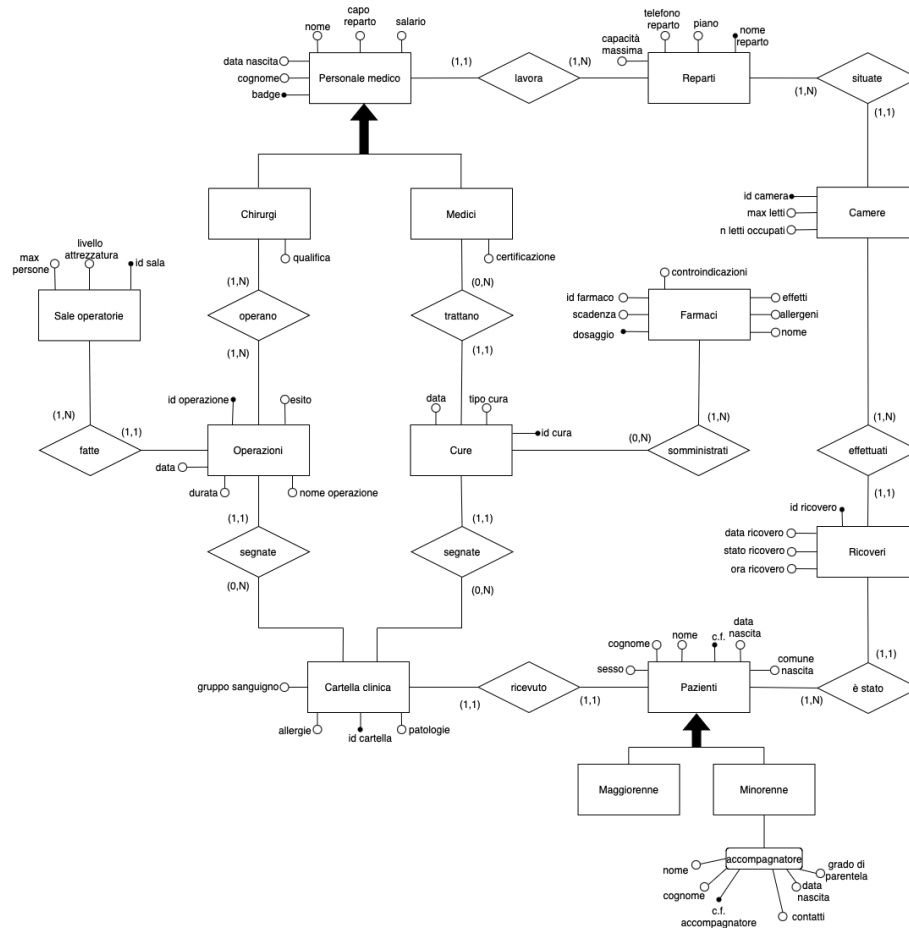 nome
capo
reparto
salario
data nascita
cognome
badge
Personale medico
(1,1)
lavora
(1,N)
capacità
massima
telefono
reparto
piano
nome
reparto
Reparti
(1,N)
situate
(1,1)
Chirurgi
qualifica
Medici
certificazione
id camera
max letti
n letti occupati
Camere
max
persone
livello
attrezzatura
id sala
Sale operatorie
(1,N)
operano
(1,N)
(0,N)
trattano
(1,1)
controindicazioni
id farmaco
scadenza
dosaggio
Farmaci
effetti
allergeni
nome
(1,N)
fatte
(1,1)
id operazione
esito
Operazioni
data
durata
nome operazione
data
tipo cura
id cura
Cure
(0,N)
somministrati
(1,N)
(1,N)
effettuati
(1,1)
id ricovero
data ricovero
stato ricovero
ora ricovero
Ricoveri
(1,1)
segnate
(0,N)
(1,1)
segnate
(0,N)
gruppo sanguigno
Cartella clinica
allergie
id cartella
patologie
(1,1)
ricevuto
(1,1)
cognome
nome
c.f.
data
nascita
sesso
comune
nascita
Pazienti
(1,N)
è stato
(1,1)
Maggiorenne
Minorenne
accompagnatore
nome
cognome
c.f.
accompagnatore
contatti
data
nascita
grado di
parentela